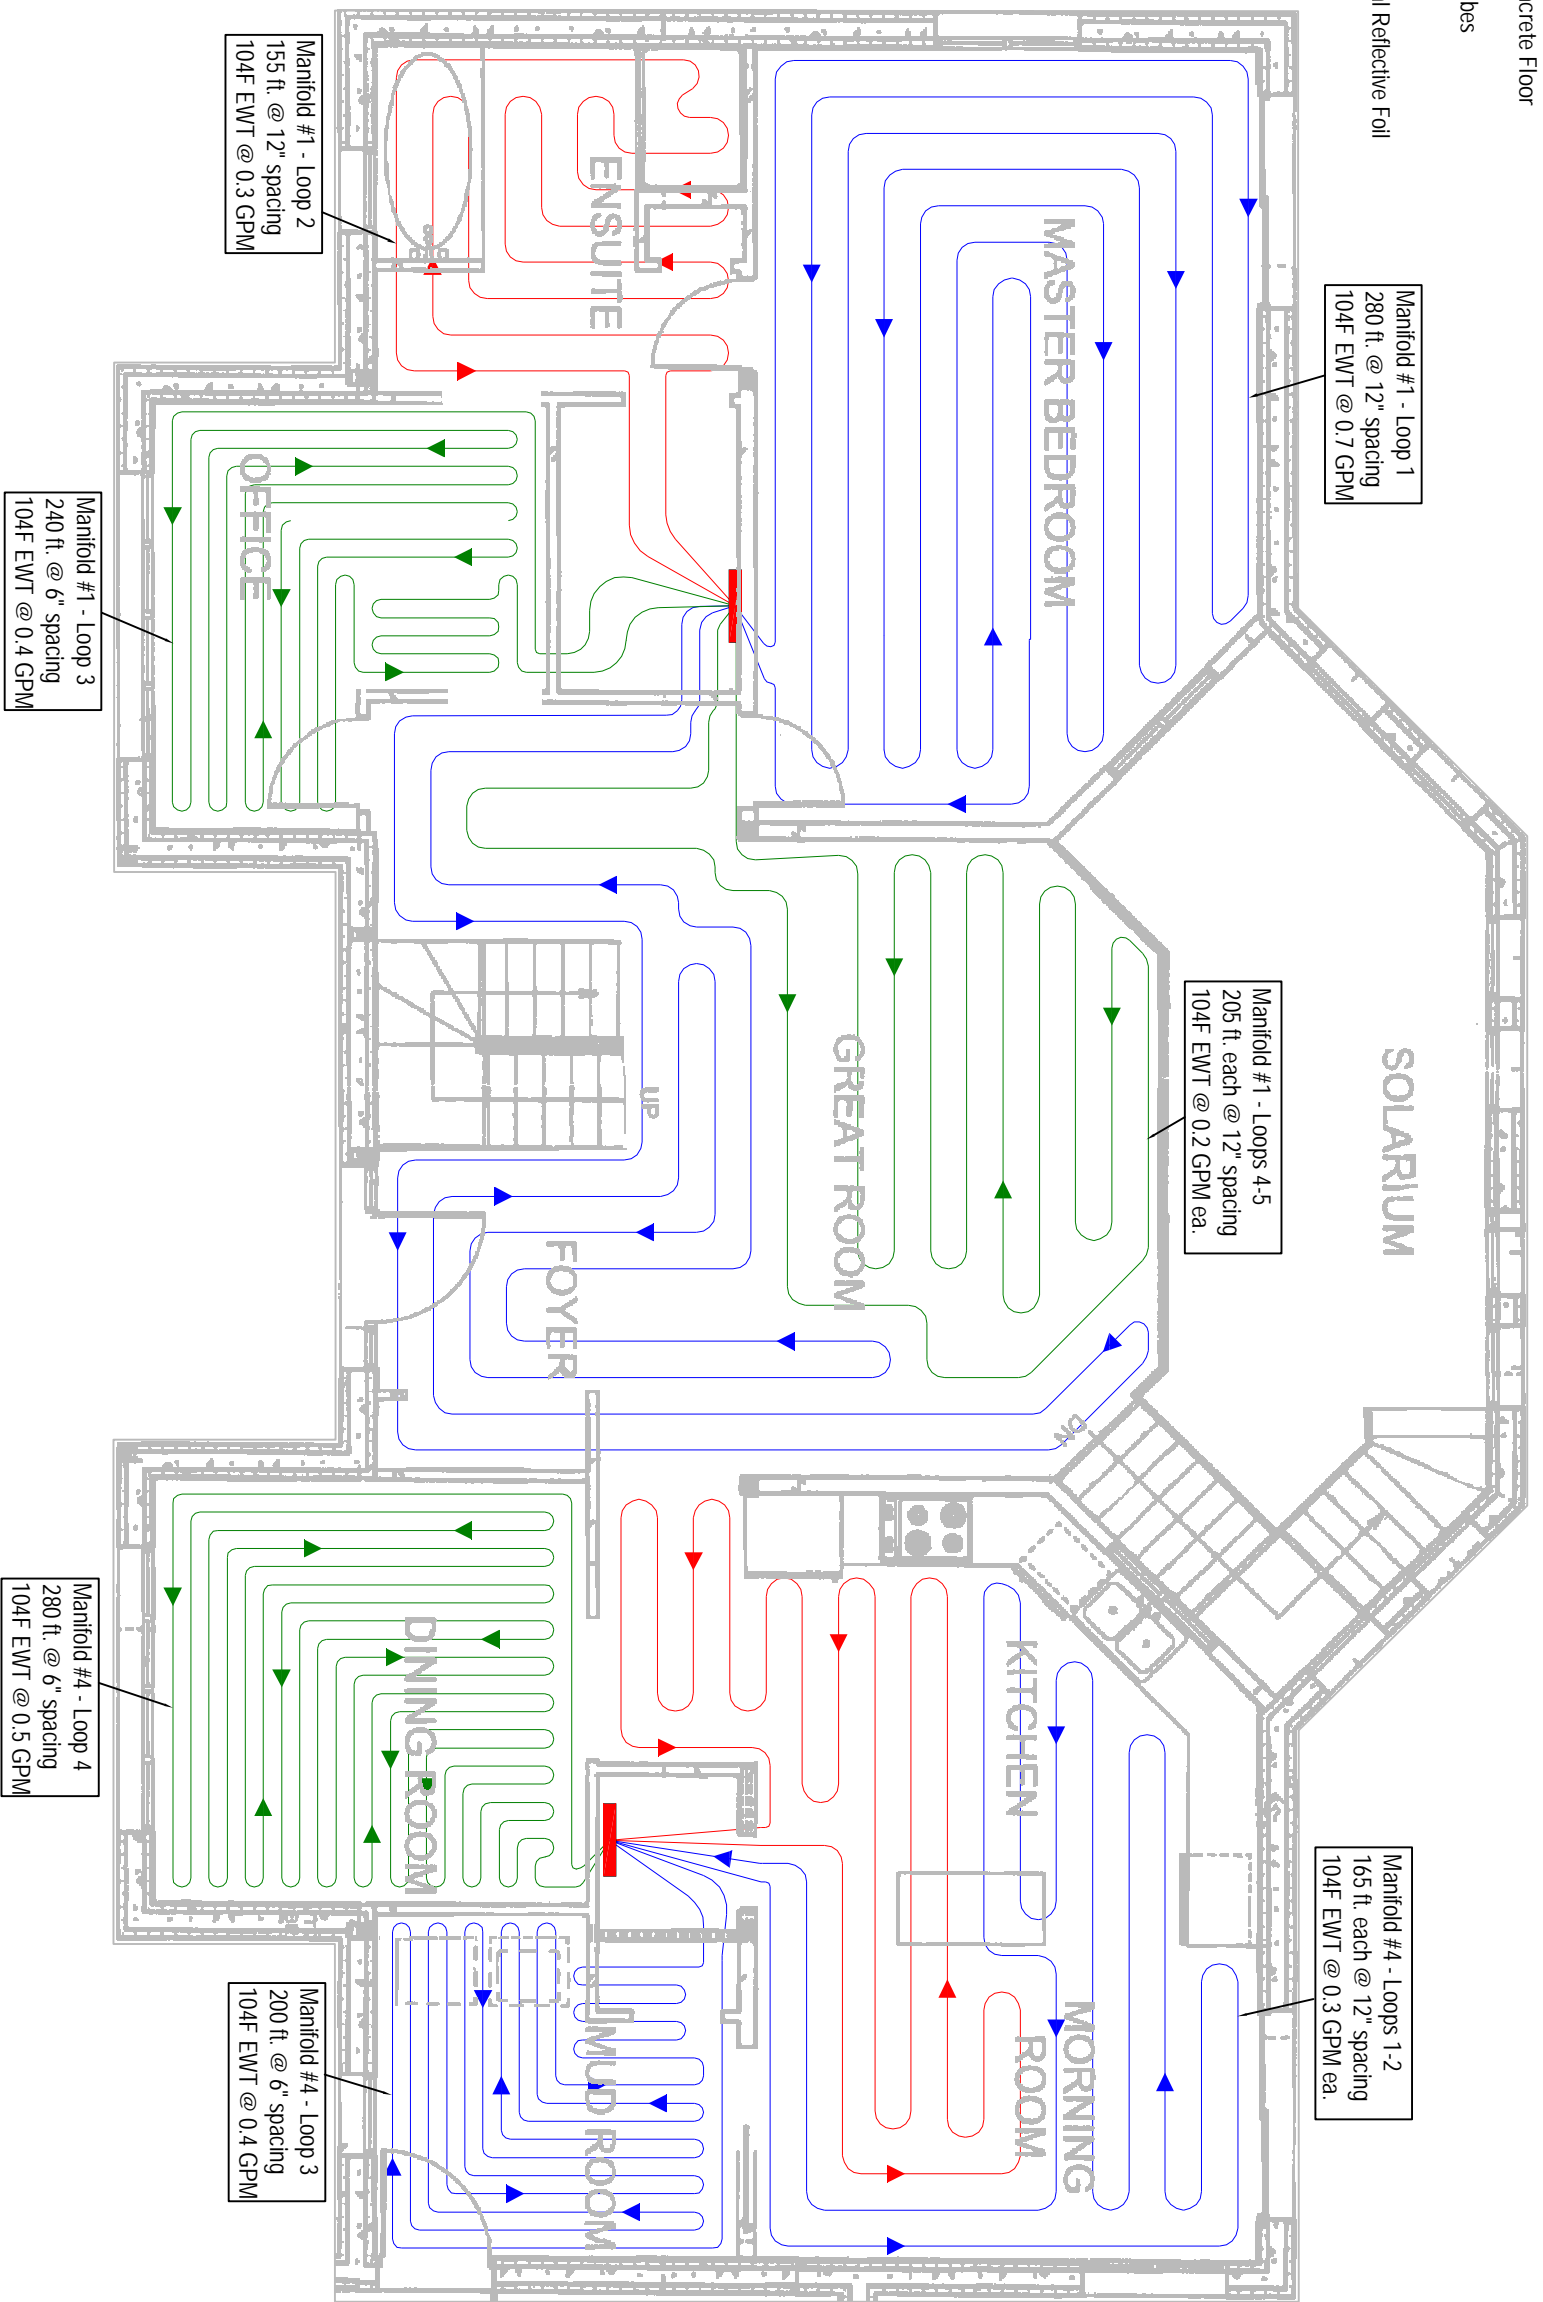 crete Floor
bes
l Reflective Foil
Manifold #1 - Loop 1
280 ft. @ 12" spacing
104F EWT @ 0.7 GPM
Manifold #1 - Loops 4-5
205 ft. each @ 12" spacing
104F EWT @ 0.2 GPM ea.
Manifold #4 - Loops 1-2
165 ft. each @ 12" spacing
104F EWT @ 0.3 GPM ea.
SOLARIUM
MASTER BEDROOM
GREAT ROOM
DN.
KITCHEN
MORNING
ROOM
ENSUITE
UP
FOYER
MUD ROOM
DINING ROOM
OFFICE
Manifold #1 - Loop 2
155 ft. @ 12" spacing
104F EWT @ 0.3 GPM
Manifold #4 - Loop 3
200 ft. @ 6" spacing
104F EWT @ 0.4 GPM
Manifold #1 - Loop 3
240 ft. @ 6" spacing
104F EWT @ 0.4 GPM
Manifold #4 - Loop 4
280 ft. @ 6" spacing
104F EWT @ 0.5 GPM